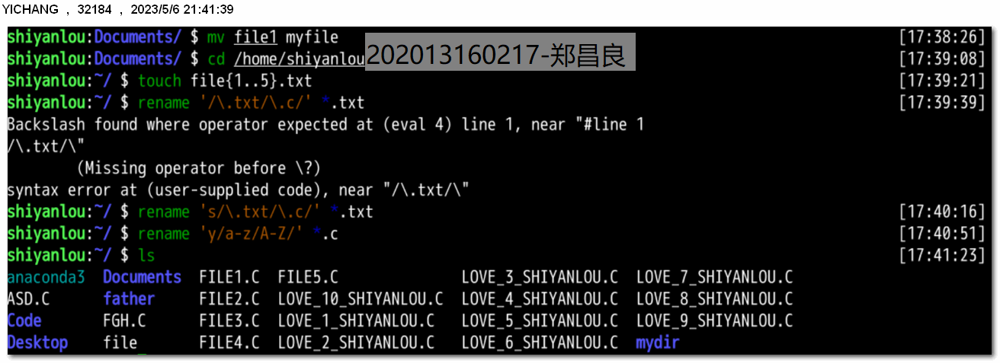 YICHANG , 32184 , 2023/5/6 21:41:39
shiyanlou:Documents/ $ mv file1 myfile [17:38:26]
shiyanlou:Documents/ $ cd /home/shiyanlou [17:39:08]
202013160217-郑昌良
shiyanlou:~/ $ touch file{1..5}.txt [17:39:21]
shiyanlou:~/ $ rename '/\.txt/\.c/' *.txt [17:39:39]
Backslash found where operator expected at (eval 4) line 1, near "#line 1
/\.txt/\"
(Missing operator before \?)
syntax error at (user-supplied code), near "/\.txt/\"
shiyanlou:~/ $ rename 's/\.txt/\.c/' *.txt [17:40:16]
shiyanlou:~/ $ rename 'y/a-z/A-Z/' *.c [17:40:51]
shiyanlou:~/ $ ls [17:41:23]
anaconda3 Documents FILE1.C FILE5.C LOVE_3_SHIYANLOU.C LOVE_7_SHIYANLOU.C
ASD.C father FILE2.C LOVE_10_SHIYANLOU.C LOVE_4_SHIYANLOU.C LOVE_8_SHIYANLOU.C
Code FGH.C FILE3.C LOVE_1_SHIYANLOU.C LOVE_5_SHIYANLOU.C LOVE_9_SHIYANLOU.C
Desktop file FILE4.C LOVE_2_SHIYANLOU.C LOVE_6_SHIYANLOU.C mydir